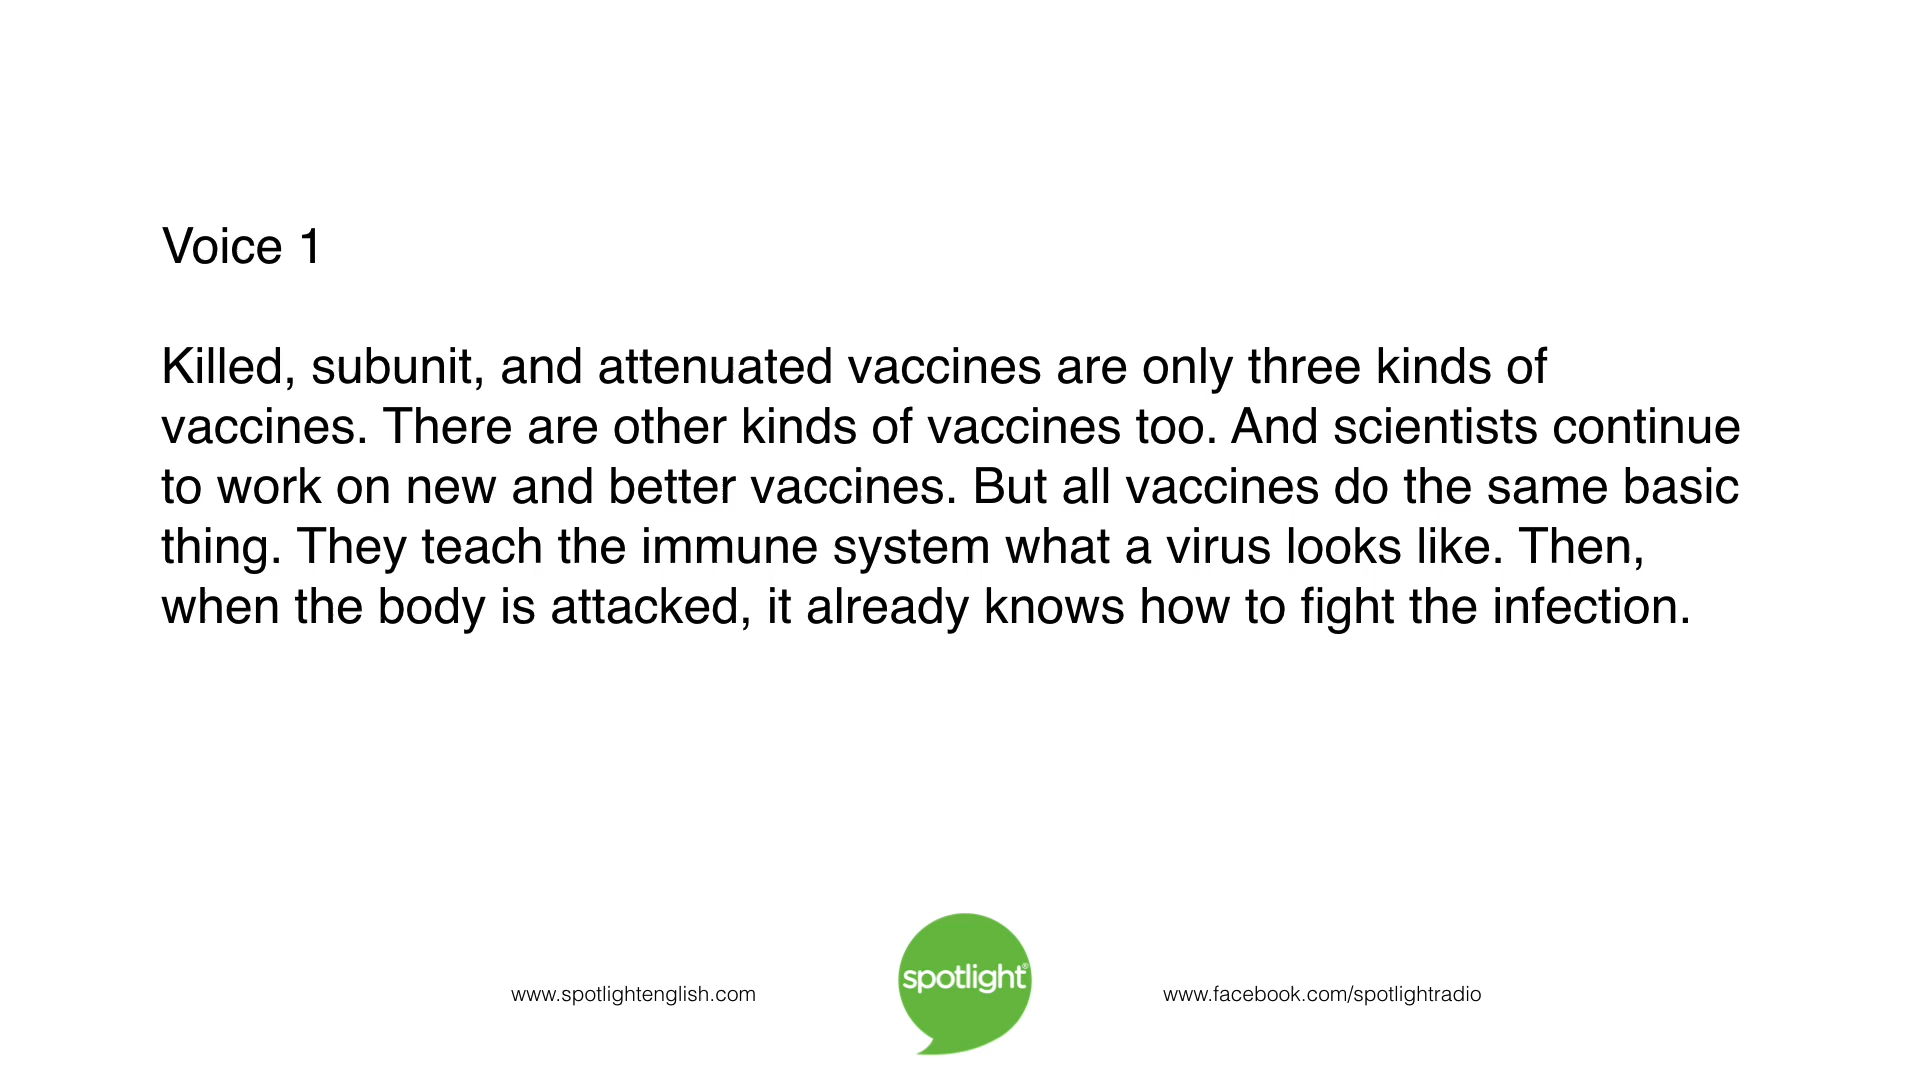 Voice 1
Killed, subunit, and attenuated vaccines are only three kinds of
vaccines. There are other kinds of vaccines too. And scientists continue
to work on new and better vaccines. But all vaccines do the same basic
thing. They teach the immune system what a virus looks like. Then,
when the body is attacked, it already knows how to fight the infection.
www.spotlightenglish.com
spotlight®
www.facebook.com/spotlightradio